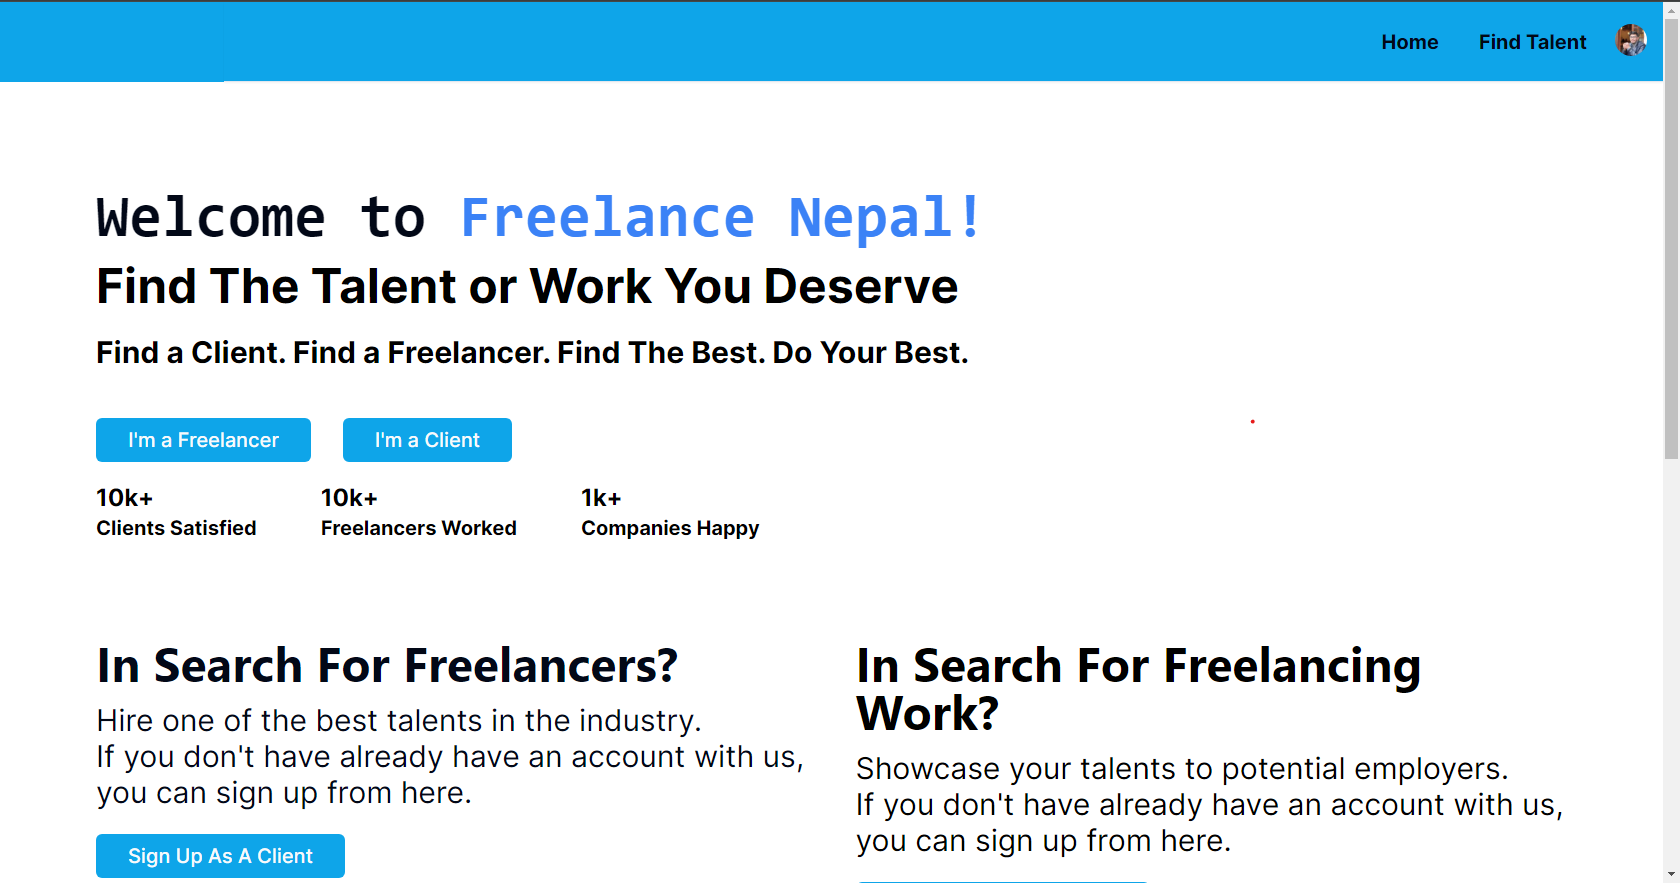 Home Find Talent
Welcome to Freelance Nepal!
Find The Talent or Work You Deserve
Find a Client. Find a Freelancer. Find The Best. Do Your Best.
I'm a Freelancer I'm a Client
10k+ 10k+ 1k+
Clients Satisfied Freelancers Worked Companies Happy
In Search For Freelancers?
Hire one of the best talents in the industry.
If you don't have already have an account with us,
you can sign up from here.
Sign Up As A Client
In Search For Freelancing
Work?
Showcase your talents to potential employers.
If you don't have already have an account with us,
you can sign up from here.